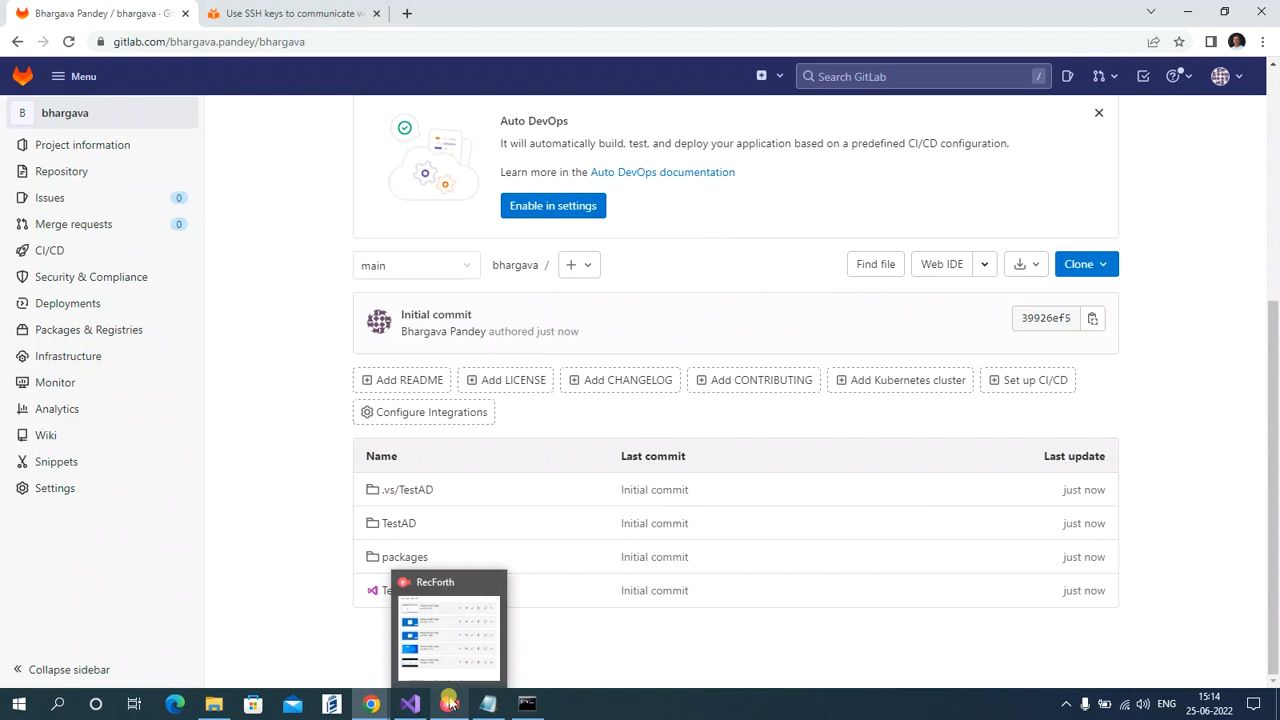 Bhargava Pandey / bhargava · Git
Use SSH keys to communicate w
gitlab.com/bhargava.pandey/bhargava
Menu
Search GitLab
/
B
bhargava
Project information
Repository
Issues
0
Merge requests
0
CI/CD
Security & Compliance
Deployments
Packages & Registries
Infrastructure
Monitor
Analytics
Wiki
Snippets
Settings
Collapse sidebar
Auto DevOps
It will automatically build, test, and deploy your application based on a predefined CI/CD configuration.
Learn more in the Auto DevOps documentation
Enable in settings
main
bhargava /
Find file
Web IDE
Clone
Initial commit
Bhargava Pandey authored just now
39926ef5
Add README
Add LICENSE
Add CHANGELOG
Add CONTRIBUTING
Add Kubernetes cluster
Set up CI/CD
Configure Integrations
Name Last commit Last update
.vs/TestAD Initial commit just now
TestAD Initial commit just now
packages Initial commit just now
Initial commit just now
RecForth
ENG
15:14
25-06-2022